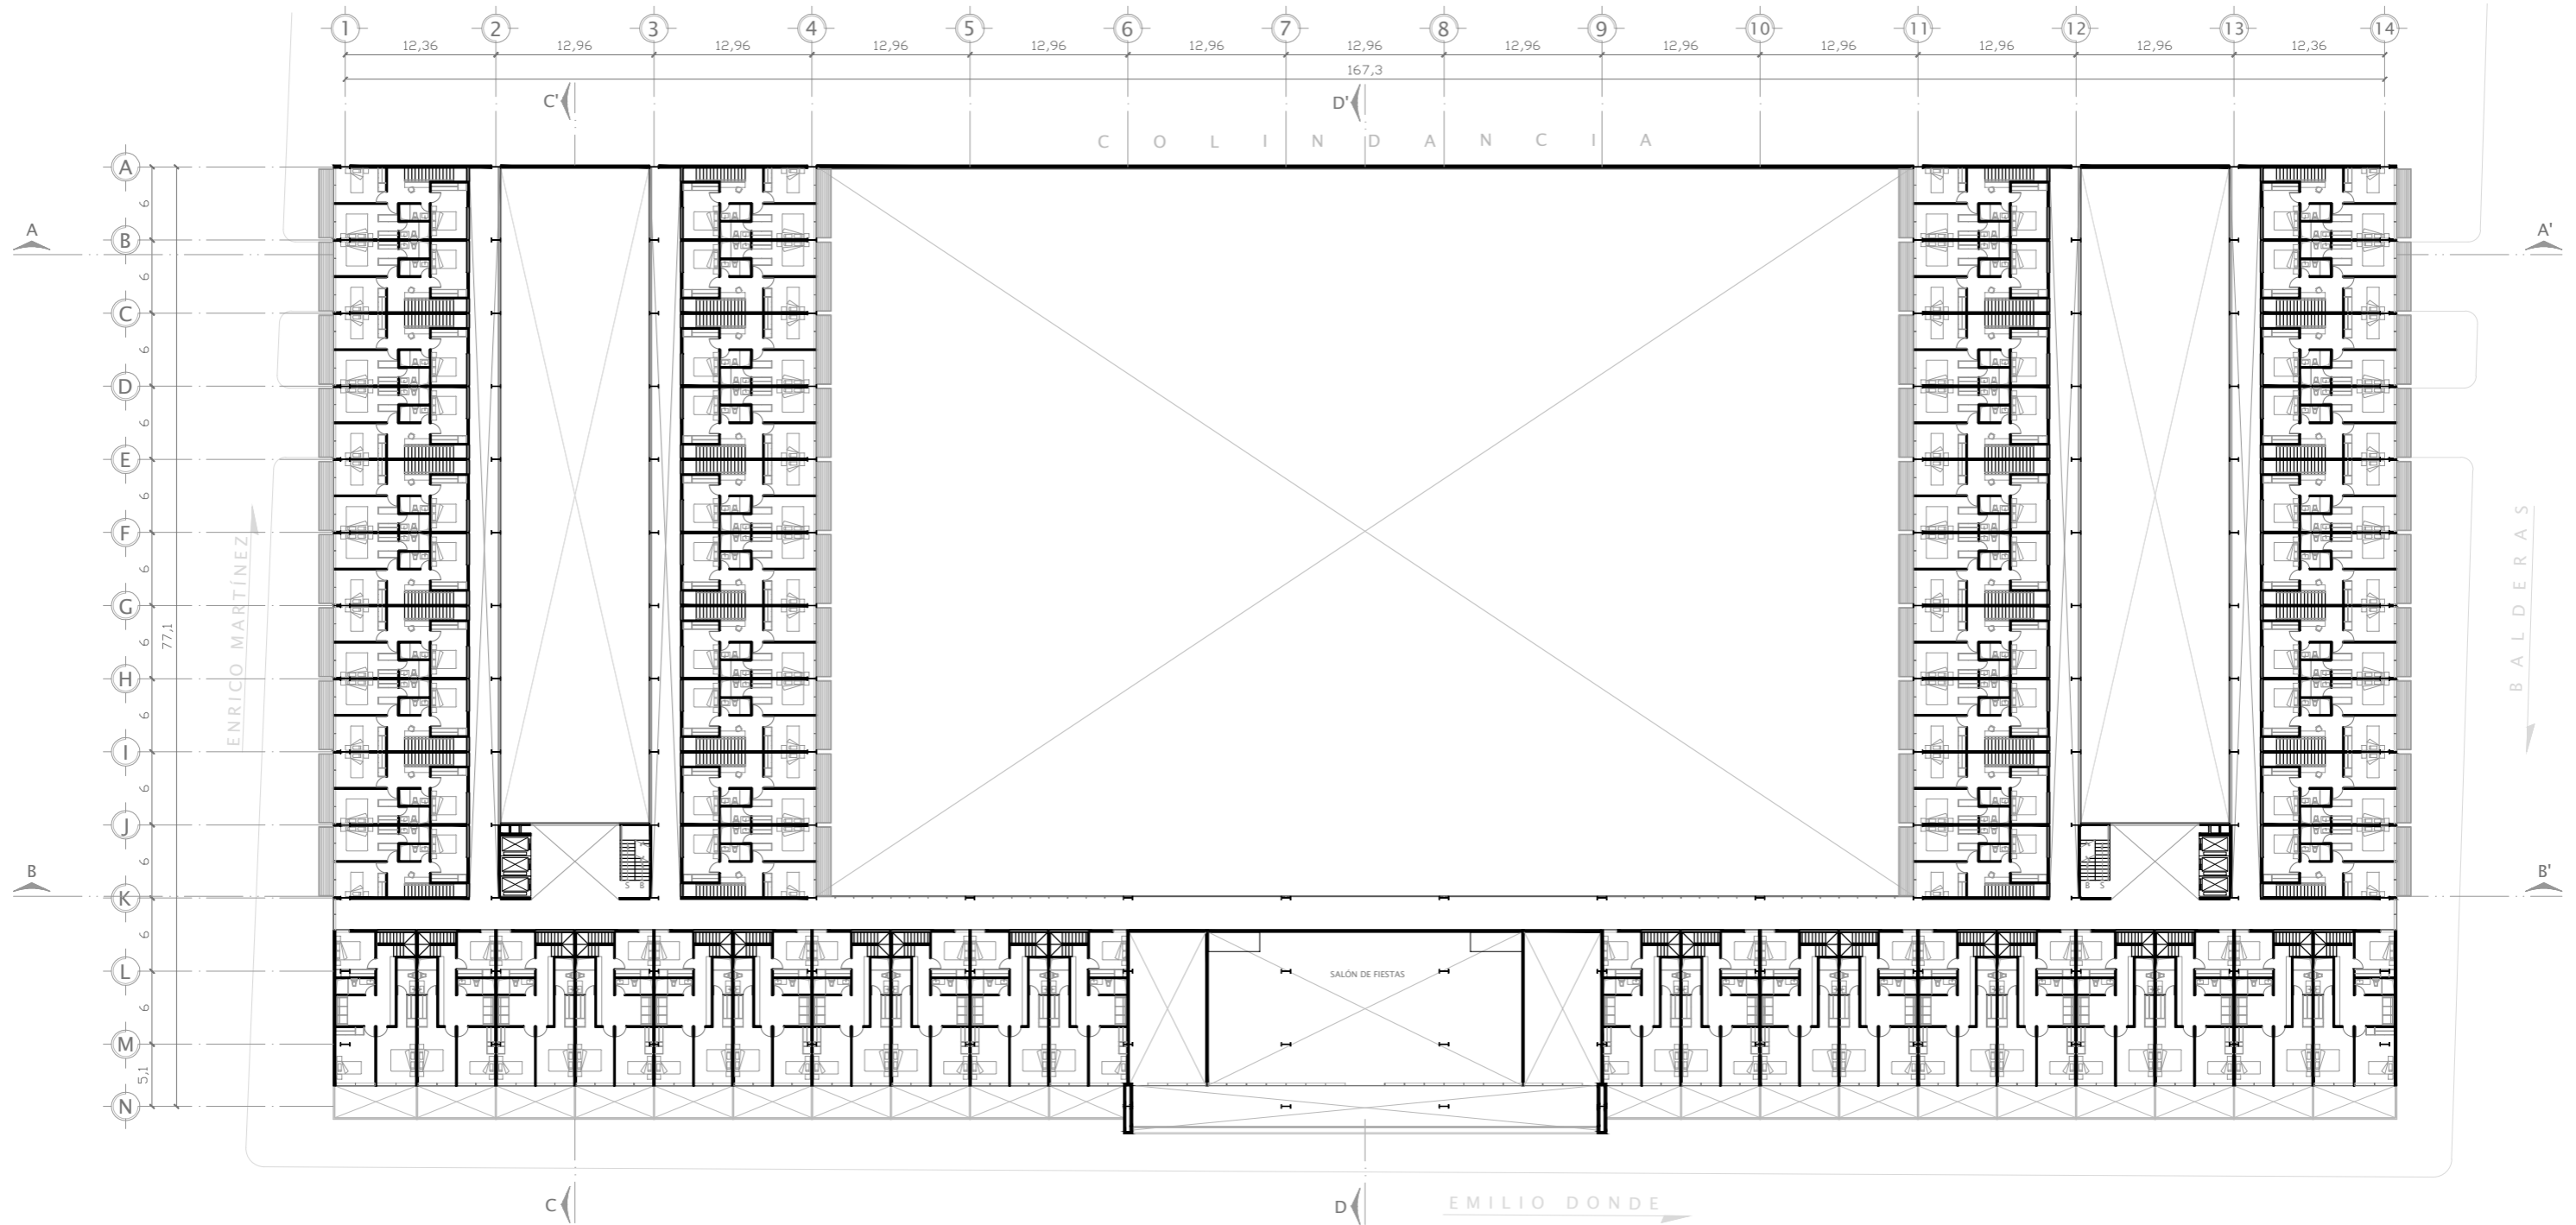 1 2 3 4 5 6 7 8 9 10 11 12 13 14
12,36 12,96 12,96 12,96 12,96 12,96 12,96 12,96 12,96 12,96 12,96 12,96 12,36
167,3
C' D'
COLINDANCIA
A
6
A B A'
6
C
6
D
6
E
6
F
6
ENRICO MARTÍNEZ
BALDERAS
G
77,1
6
H
6
I
6
J
6
B K B'
S B
B S
6
L
SALÓN DE FIESTAS
6
M
5,1
N
C D
EMILIO DONDE